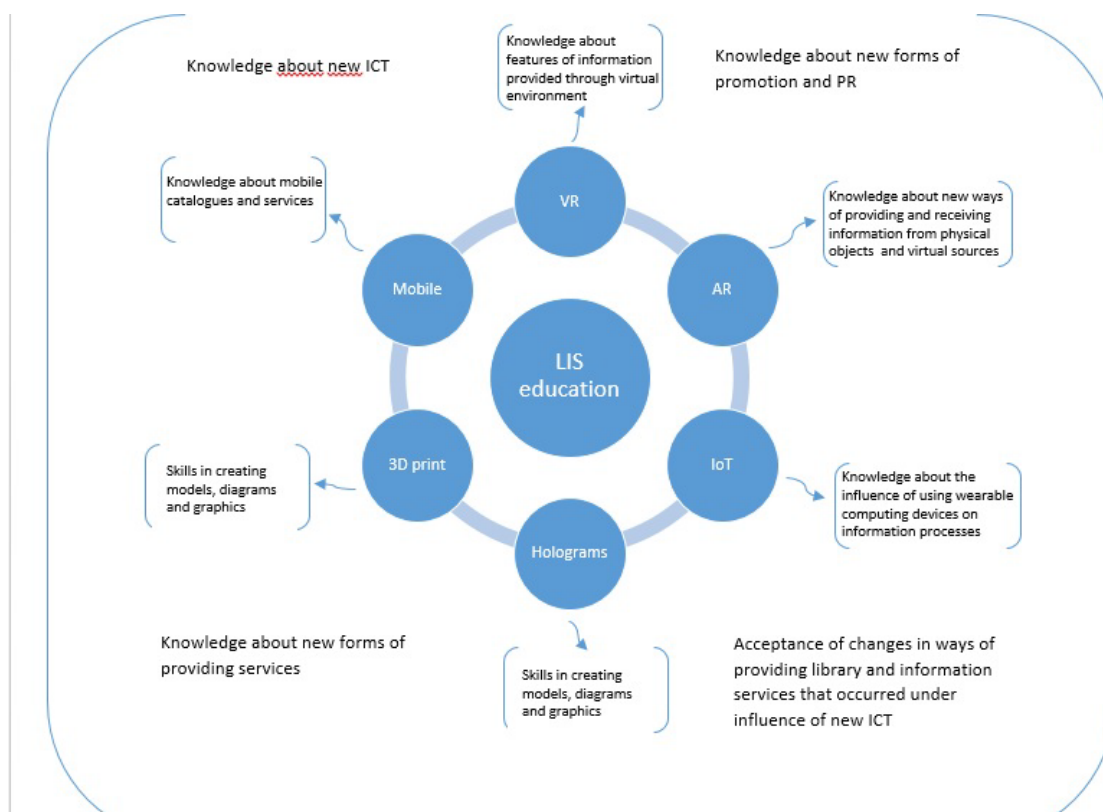 Knowledge about new ICT
Knowledge about
features of information
provided through virtual
environment
Knowledge about new forms of
promotion and PR
VR
Knowledge about mobile
catalogues and services
Knowledge about new ways
of providing and receiving
information from physical
objects and virtual sources
Mobile
AR
LIS
education
3D print
IoT
Skills in creating
models, diagrams
and graphics
Knowledge about the
influence of using wearable
computing devices on
information processes
Holograms
Knowledge about new forms of
providing services
Skills in creating
models, diagrams
and graphics
Acceptance of changes in ways of
providing library and information
services that occurred under
influence of new ICT